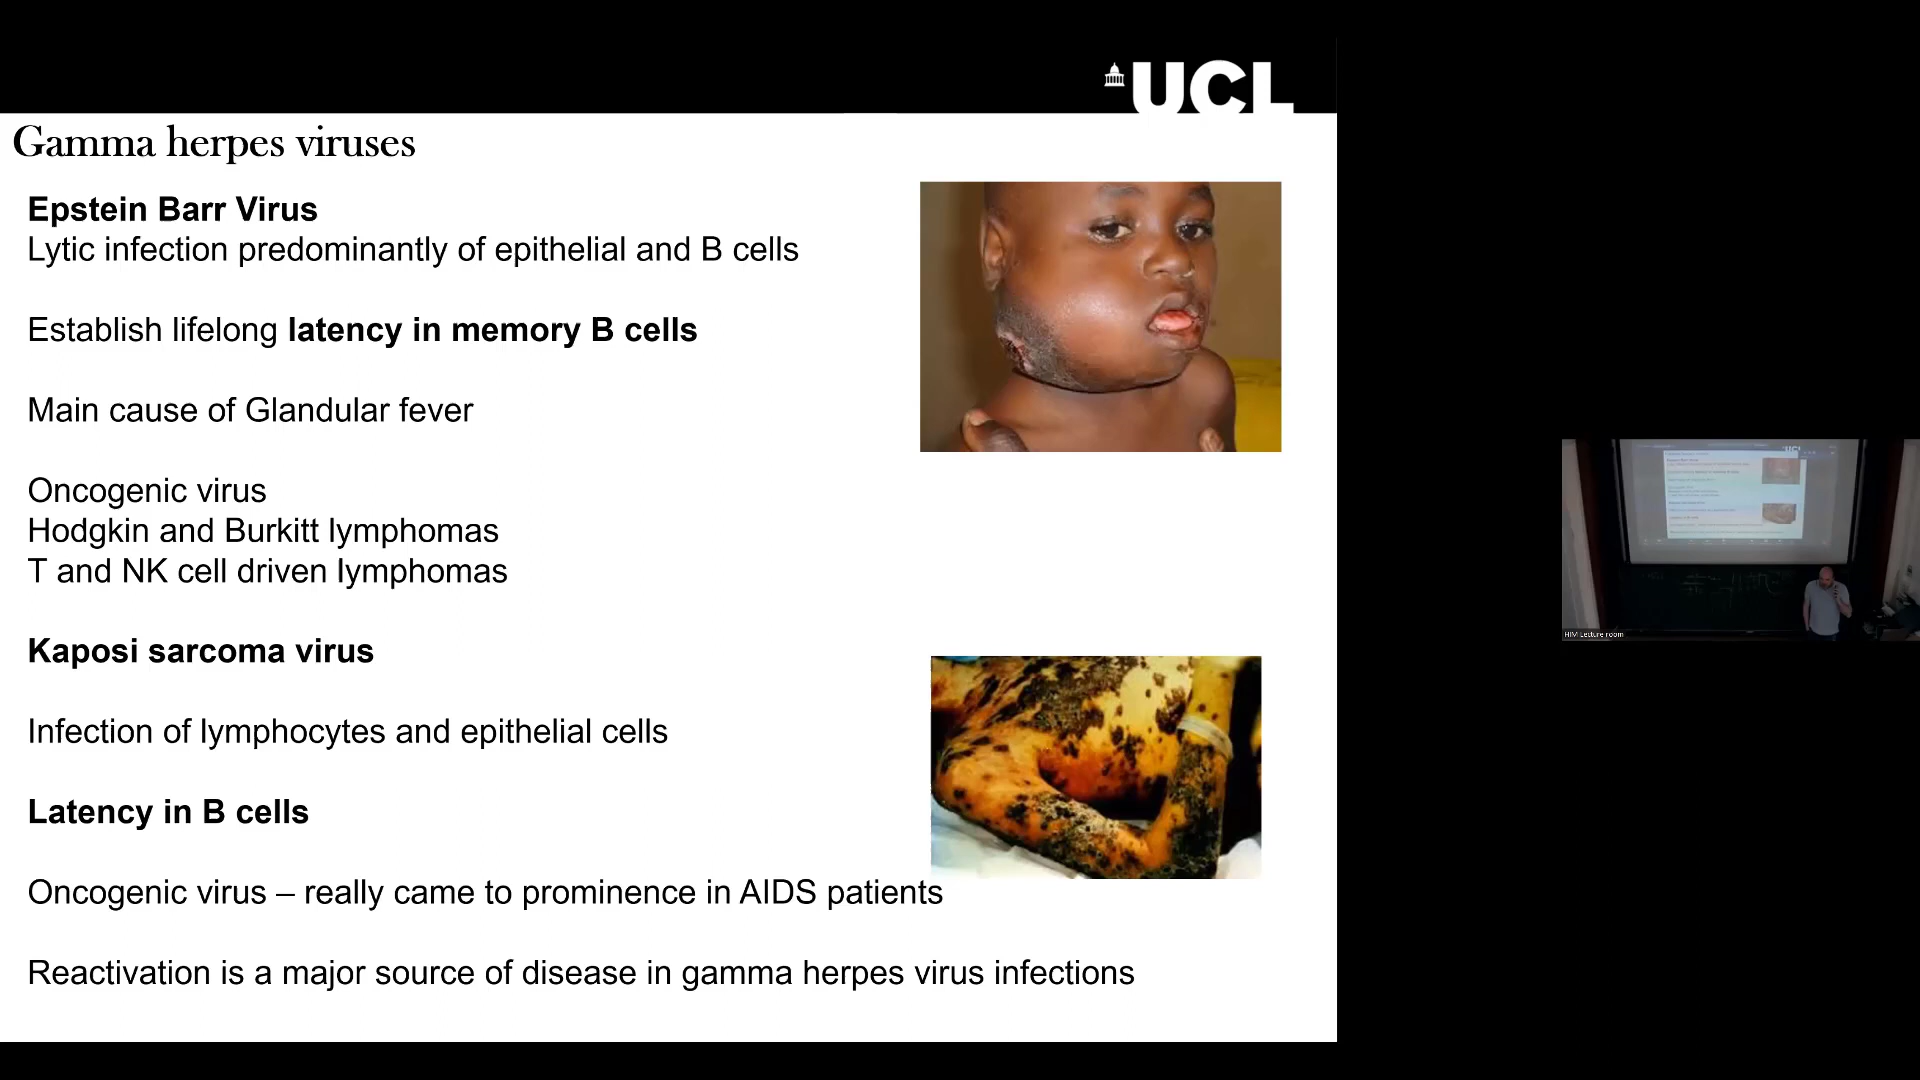 UCL
Gamma herpes viruses
Epstein Barr Virus
Lytic infection predominantly of epithelial and B cells
Establish lifelong latency in memory B cells
Main cause of Glandular fever
Oncogenic virus
Hodgkin and Burkitt lymphomas
T and NK cell driven lymphomas
Kaposi sarcoma virus
Infection of lymphocytes and epithelial cells
Latency in B cells
Oncogenic virus – really came to prominence in AIDS patients
Reactivation is a major source of disease in gamma herpes virus infections
HIM Lecture room